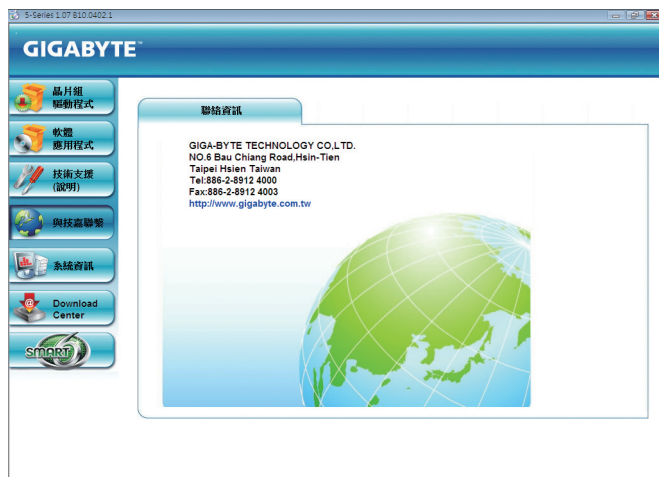 5-Series 1.07 B10.0402.1
GIGABYTE™
晶片組
驅動程式
軟體
應用程式
技術支援
(說明)
與技嘉聯繫
系統資訊
Download
Center
SMART 6
聯絡資訊
GIGA-BYTE TECHNOLOGY CO,LTD.
NO.6 Bau Chiang Road,Hsin-Tien
Taipei Hsien Taiwan
Tel:886-2-8912 4000
Fax:886-2-8912 4003
http://www.gigabyte.com.tw